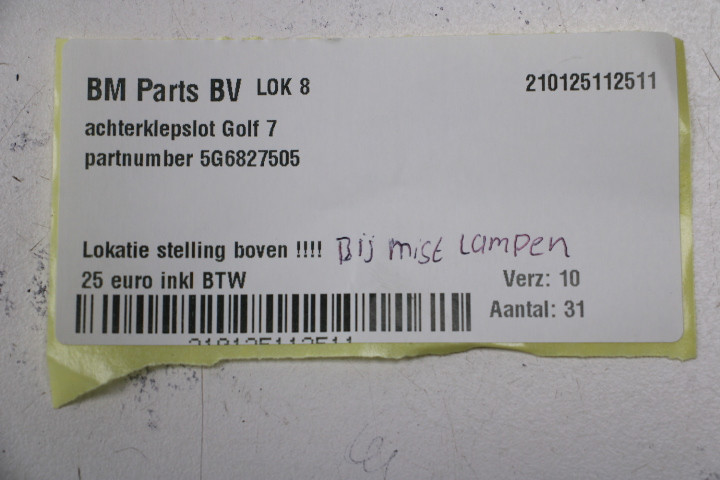 BM Parts BV LOK 8 210125112511
achterklepslot Golf 7
partnumber 5G6827505
Lokatie stelling boven !!!! Bij mist Lampen
25 euro inkl BTW Verz: 10
Aantal: 31
210125112511